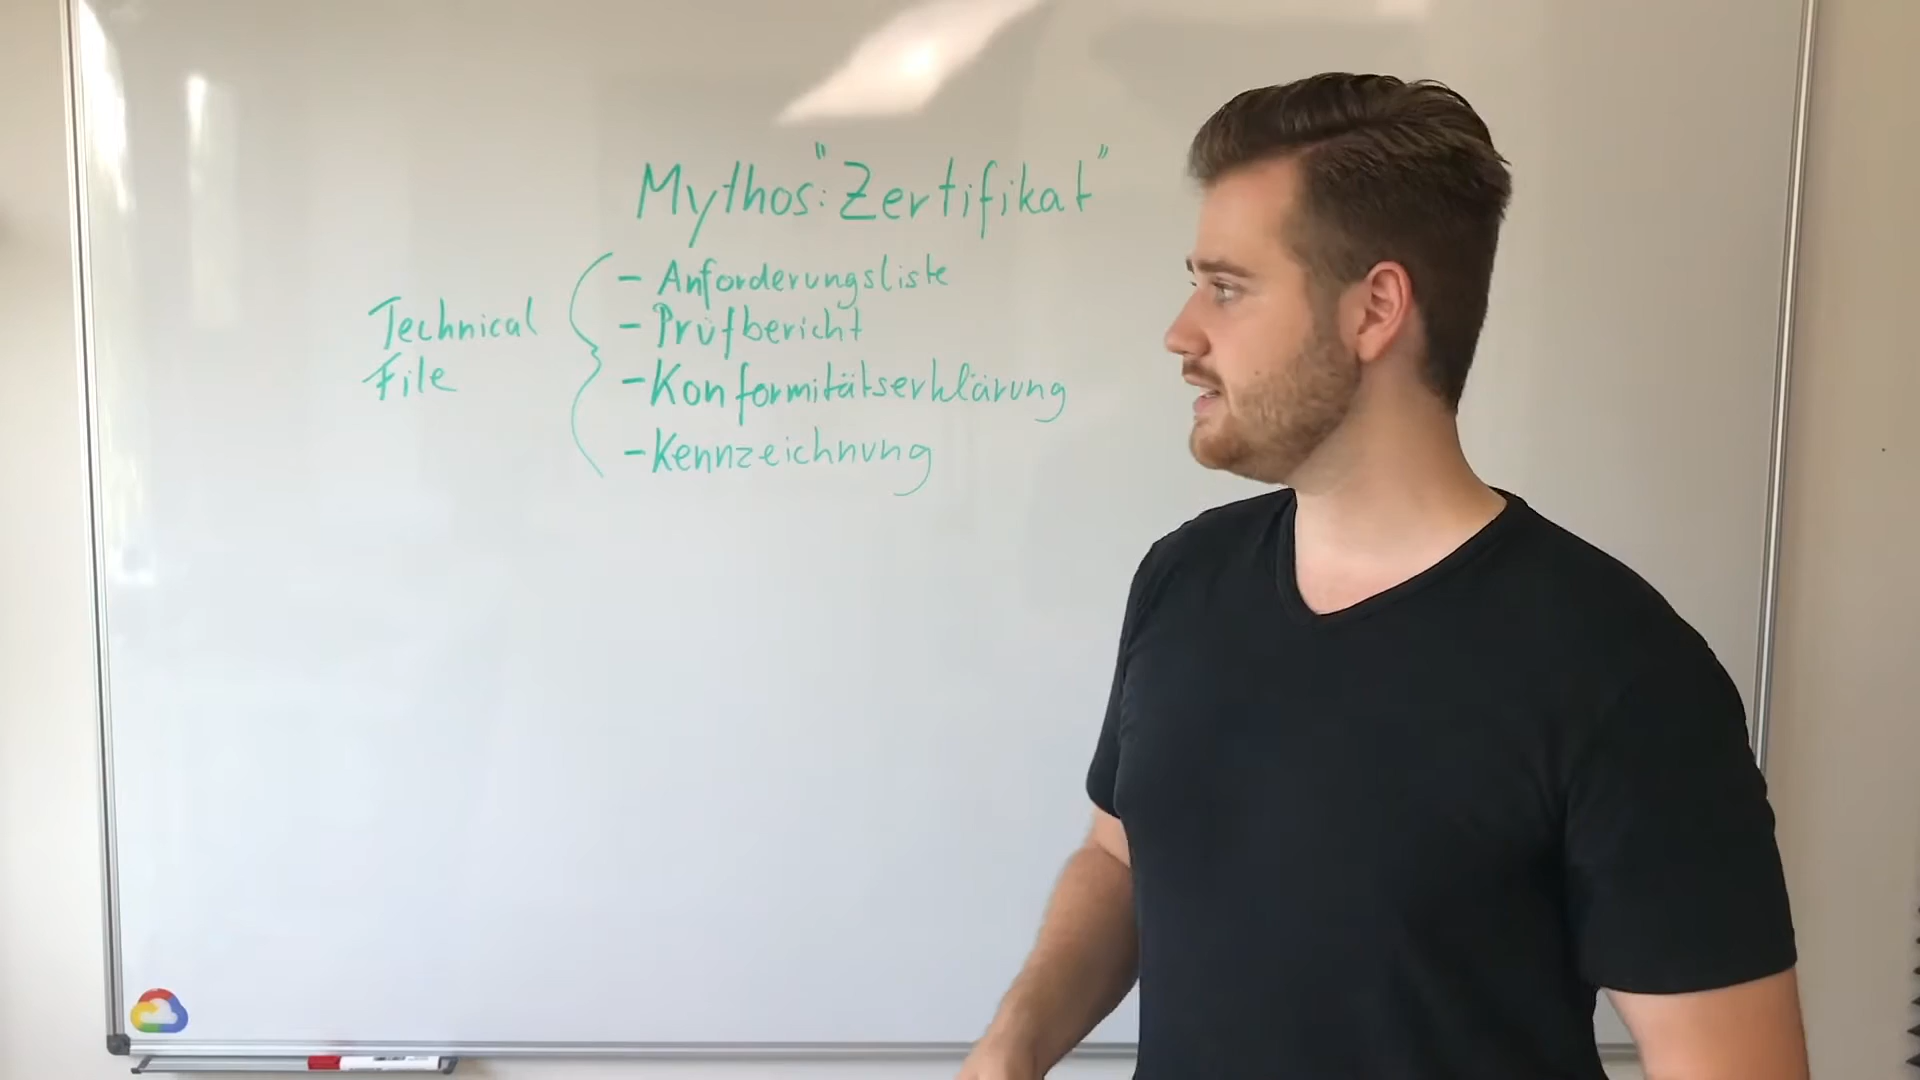 Mythos: "Zertifikat"
Technical
File
- Anforderungsliste
- Prüfbericht
- Konformitätserklärung
- Kennzeichnung